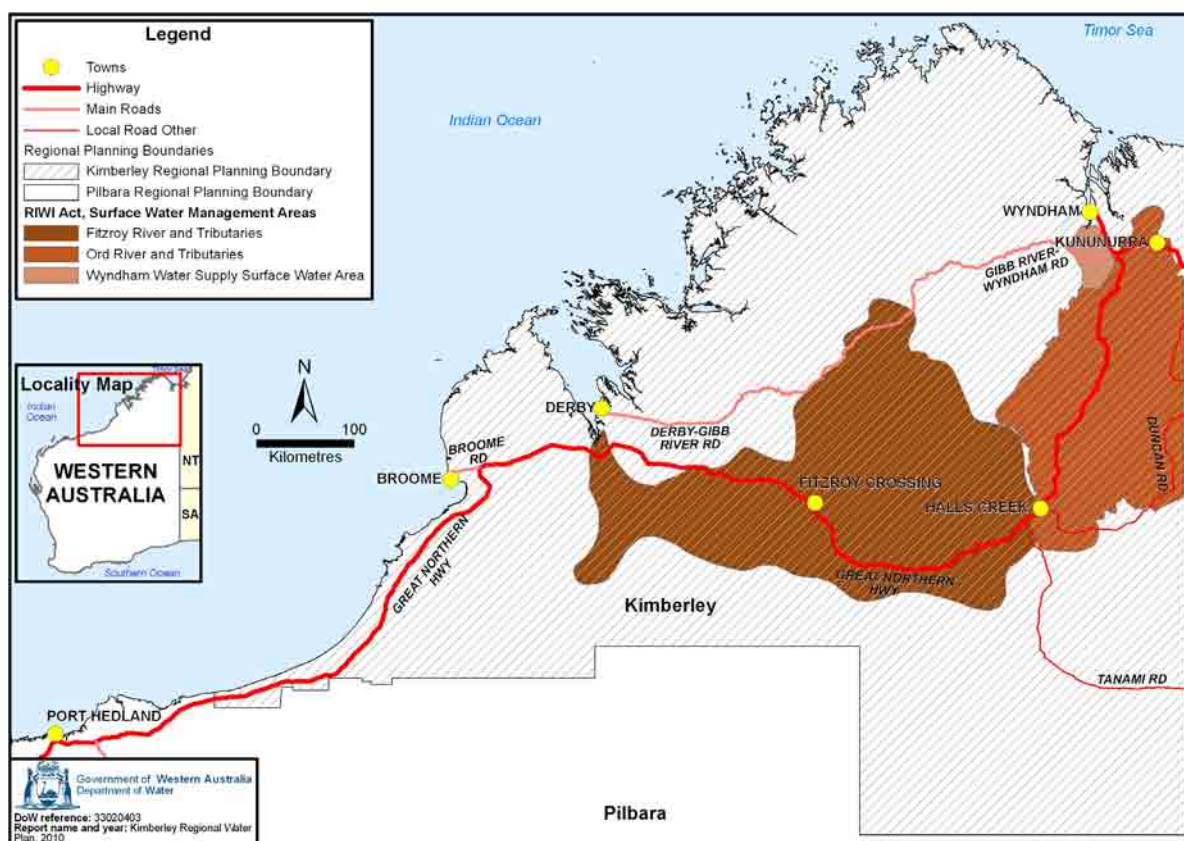 Legend
Towns
Highway
Main Roads
Local Road Other
Regional Planning Boundaries
Kimberley Regional Planning Boundary
Pilbara Regional Planning Boundary
RIWI Act, Surface Water Management Areas
Fitzroy River and Tributaries
Ord River and Tributaries
Wyndham Water Supply Surface Water Area
Timor Sea
Indian Ocean
WYNDHAM
KUNUNURRA
GIBB RIVER-
WYNDHAM RD
DERBY
DERBY-GIBB
RIVER RD
BROOME
RD
BROOME
FITZROY CROSSING
HALLS CREEK
DUNCAN RD
GREAT NORTHERN
HWY
GREAT NORTHERN
HWY
Kimberley
TANAMI RD
PORT HEDLAND
Pilbara
N
0 100
Kilometres
Timor Sea
Locality Map
Indian
Ocean
WESTERN
AUSTRALIA
NT
SA
Southern Ocean
Government of Western Australia
Department of Water
DoW reference: 33020403
Report name and year: Kimberley Regional Water
Plan, 2010